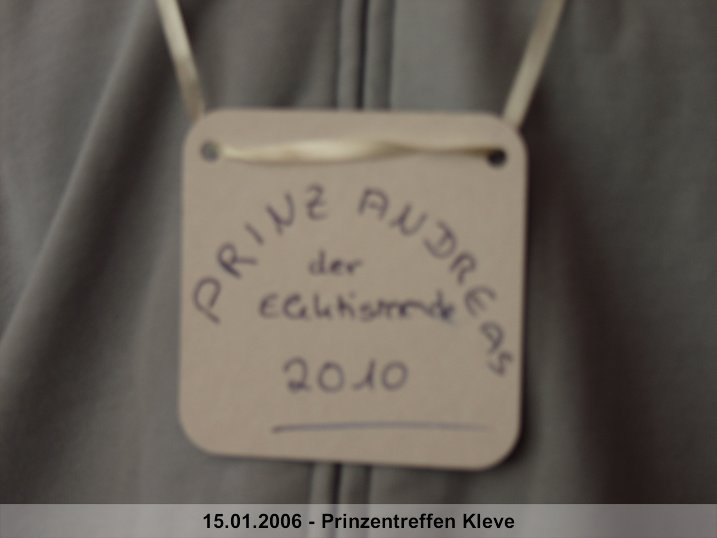 PRINZ ANDREAS
der
2010
15.01.2006 - Prinzentreffen Kleve